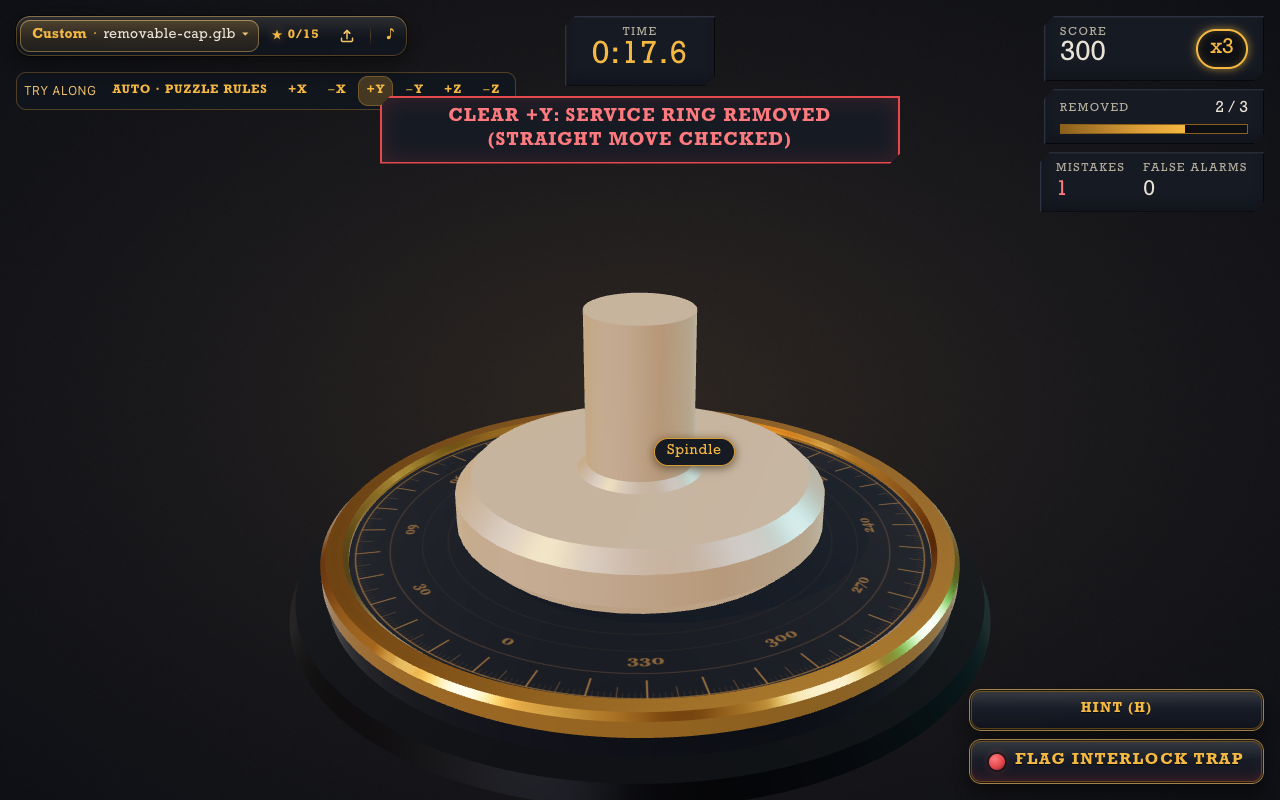 Custom · removable-cap.glb
★ 0/15
♪
TIME
0:17.6
SCORE
300
x3
TRY ALONG
AUTO · PUZZLE RULES
+X
−X
+Y
−Y
+Z
−Z
REMOVED
2 / 3
CLEAR +Y: SERVICE RING REMOVED
(STRAIGHT MOVE CHECKED)
MISTAKES
1
FALSE ALARMS
0
Spindle
60
240
30
270
0
300
330
HINT (H)
FLAG INTERLOCK TRAP